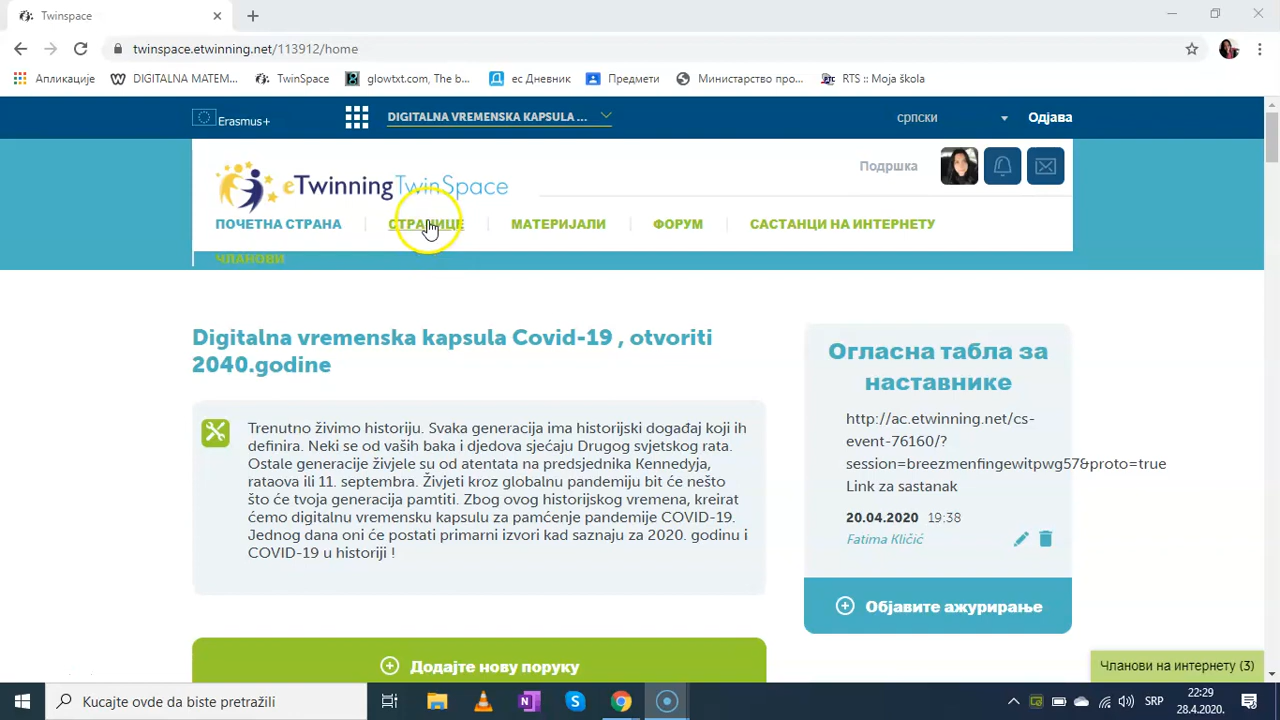 Twinspace
twinspace.etwinning.net/113912/home
Апликације
DIGITALNA MATEM...
TwinSpace
glowtxt.com, The b...
ес Дневник
Предмети
Министарство про...
RTS :: Moja škola
Erasmus+
DIGITALNA VREMENSKA KAPSULA ...
српски
Одјава
eTwinning TwinSpace
Подршка
ПОЧЕТНА СТРАНА
СТРАНИЦЕ
МАТЕРИЈАЛИ
ФОРУМ
САСТАНЦИ НА ИНТЕРНЕТУ
ЧЛАНОВИ
Digitalna vremenska kapsula Covid-19 , otvoriti
2040.godine
Trenutno živimo historiju. Svaka generacija ima historijski događaj koji ih
definira. Neki se od vaših baka i djedova sjećaju Drugog svjetskog rata.
Ostale generacije živjele su od atentata na predsjednika Kennedyja,
rataova ili 11. septembra. Živjeti kroz globalnu pandemiju bit će nešto
što će tvoja generacija pamtiti. Zbog ovog historijskog vremena, kreirat
ćemo digitalnu vremensku kapsulu za pamćenje pandemije COVID-19.
Jednog dana oni će postati primarni izvori kad saznaju za 2020. godinu i
COVID-19 u historiji !
Додајте нову поруку
Огласна табла за
наставнике
http://ac.etwinning.net/cs-
event-76160/?
session=breezmenfingewitpwg57&proto=true
Link za sastanak
20.04.2020 19:38
Fatima Kličić
Објавите ажурирање
Чланови на интернету (3)
Kucajte ovde da biste pretražili
SRP
22:29
28.4.2020.